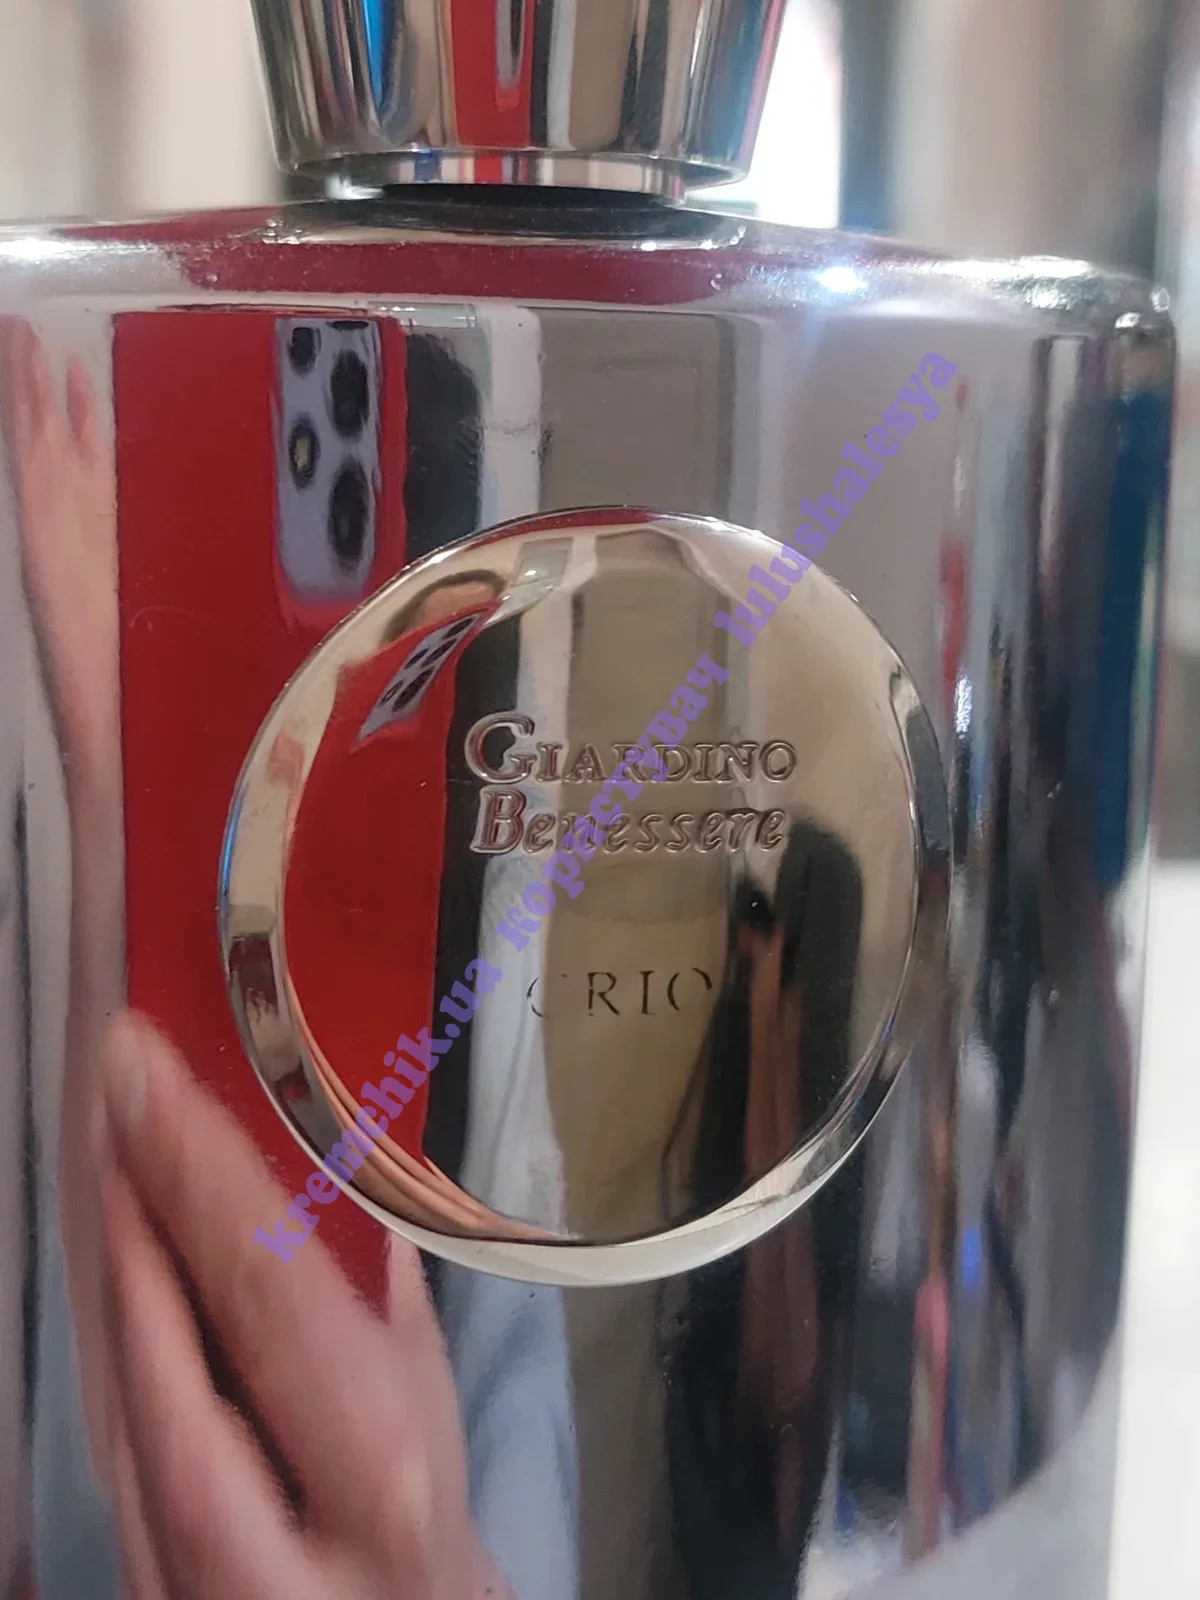 GIARDINO
Benessere
CRIO
kremchik.ua користувач lulushalesya